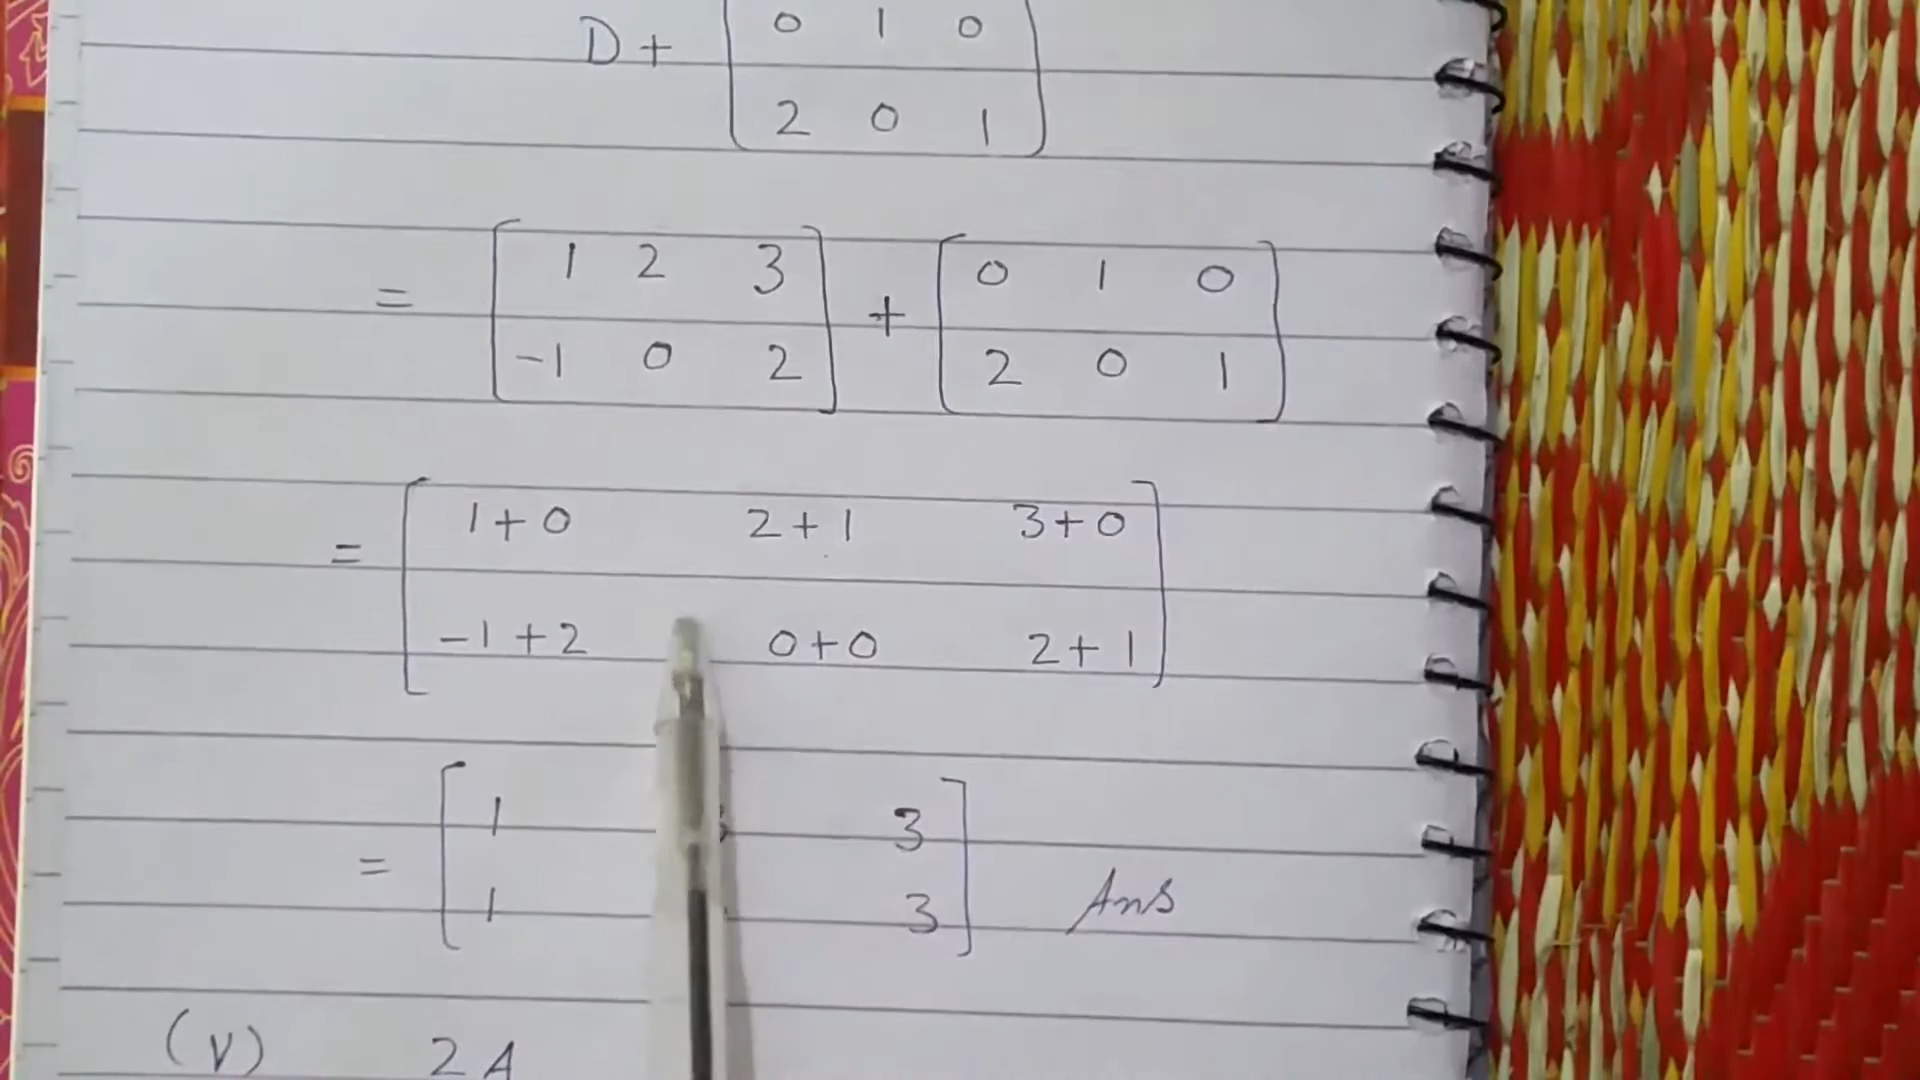 D + [ 0 1 0
2 0 1 ]
= [ 1 2 3 ] + [ 0 1 0 ]
[ -1 0 2 ] [ 2 0 1 ]
= [ 1+0 2+1 3+0 ]
[ -1+2 0+0 2+1 ]
= [ 1 3 ]
[ 1 3 ] Ans
(v) 2A